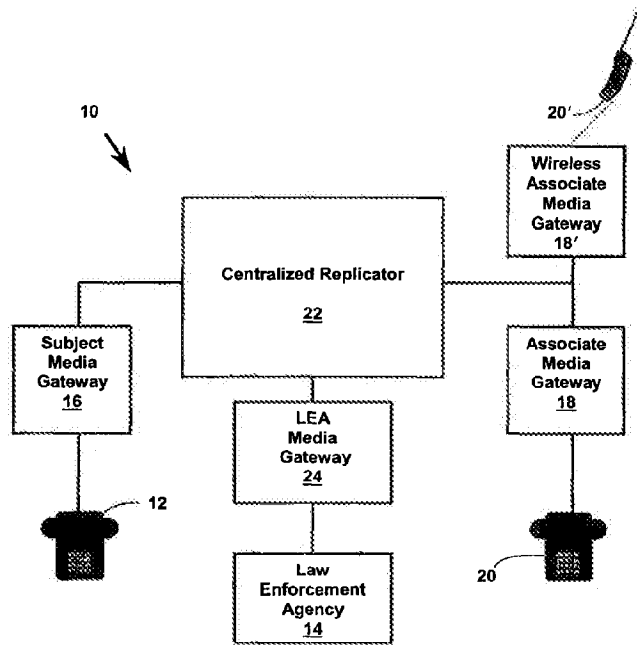 10
20′
Wireless
Associate
Media
Gateway
18′
Centralized Replicator
22
Subject
Media
Gateway
16
Associate
Media
Gateway
18
LEA
Media
Gateway
24
12
Law
Enforcement
Agency
14
20